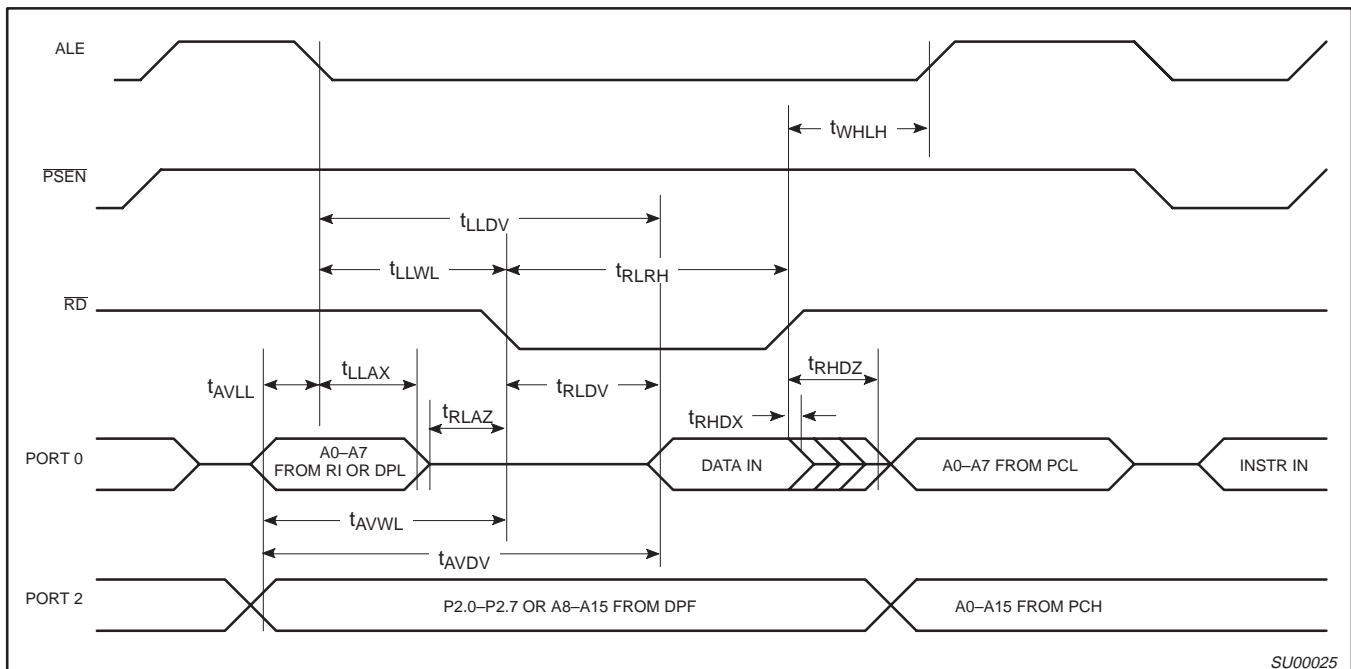 ALE
tWHLH
PSEN
tLLDV
tLLWL
tRLRH
RD
tAVLL
tLLAX
tRLAZ
tRLDV
tRHDZ
tRHDX
PORT 0
A0–A7
FROM RI OR DPL
DATA IN
A0–A7 FROM PCL
INSTR IN
tAVWL
tAVDV
PORT 2
P2.0–P2.7 OR A8–A15 FROM DPF
A0–A15 FROM PCH
SU00025